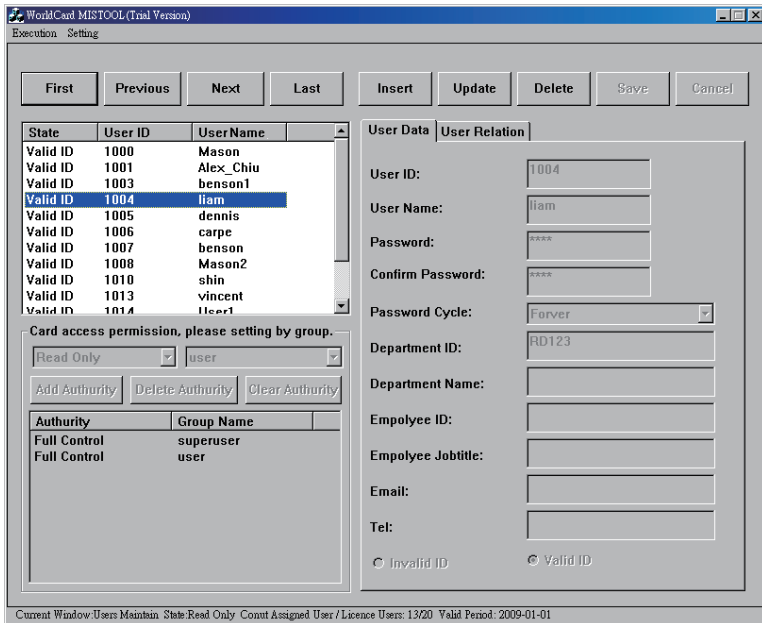 WorldCard MISTOOL(Trial Version)
Execution Setting
First Previous Next Last Insert Update Delete Save Cancel
State User ID UserName
Valid ID 1000 Mason
Valid ID 1001 Alex_Chiu
Valid ID 1003 benson1
Valid ID 1004 liam
Valid ID 1005 dennis
Valid ID 1006 carpe
Valid ID 1007 benson
Valid ID 1008 Mason2
Valid ID 1010 shin
Valid ID 1013 vincent
Valid ID 1014 User1
Card access permission, please setting by group.
Read Only user
Add Authurity Delete Authurity Clear Authurity
Authurity Group Name
Full Control superuser
Full Control user
User Data User Relation
User ID: 1004
User Name: liam
Password: ****
Confirm Password: ****
Password Cycle: Forver
Department ID: RD123
Department Name:
Empolyee ID:
Empolyee Jobtitle:
Email:
Tel:
Invalid ID Valid ID
Current Window:Users Maintain State:Read Only Conut Assigned User / Licence Users: 13/20 Valid Period: 2009-01-01